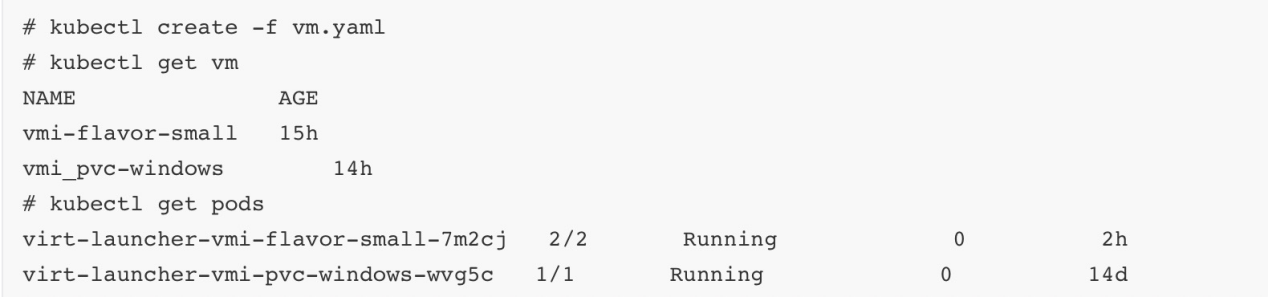 # kubectl create -f vm.yaml
# kubectl get vm
NAME               AGE
vmi-flavor-small   15h
vmi_pvc-windows        14h
# kubectl get pods
virt-launcher-vmi-flavor-small-7m2cj   2/2       Running             0          2h
virt-launcher-vmi-pvc-windows-wvg5c   1/1       Running             0          14d